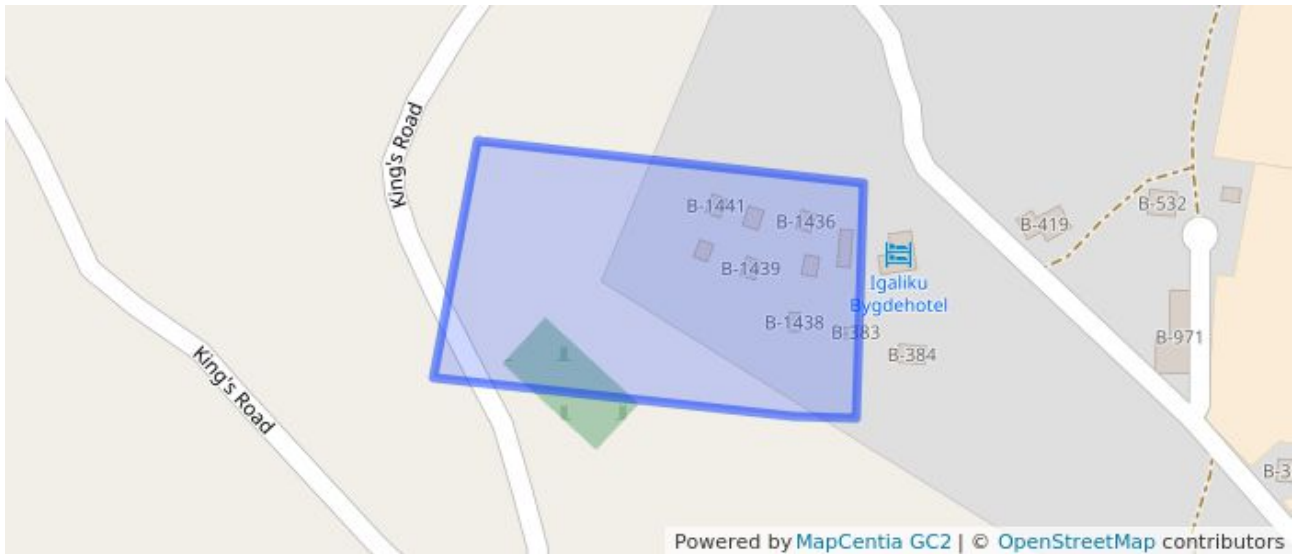 King's Road
B-1441
B-1436
B-532
B-419
B-1439
Igaliku
Bygdehotel
B-1438
B-383
B-384
B-971
King's Road
B-3
Powered by MapCentia GC2 | © OpenStreetMap contributors